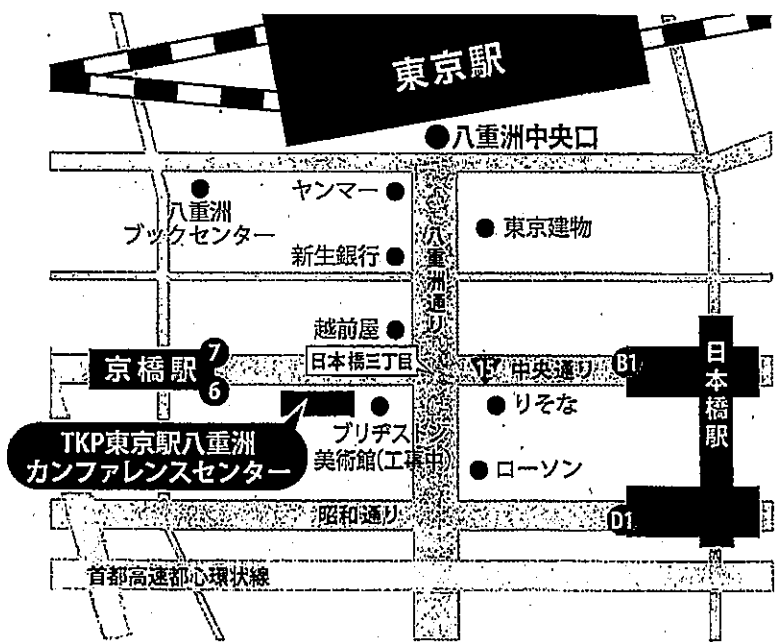 東京駅
八重洲中央口
ヤンマー
八重洲
ブックセンター
東京建物
八重洲通り
新生銀行
越前屋
7
京橋駅
6
日本橋三丁目
15
中央通り
B1
日本橋駅
りそな
ブリヂストン
美術館(工事中)
TKP東京駅八重洲
カンファレンスセンター
ローソン
昭和通り
D1
首都高速都心環状線